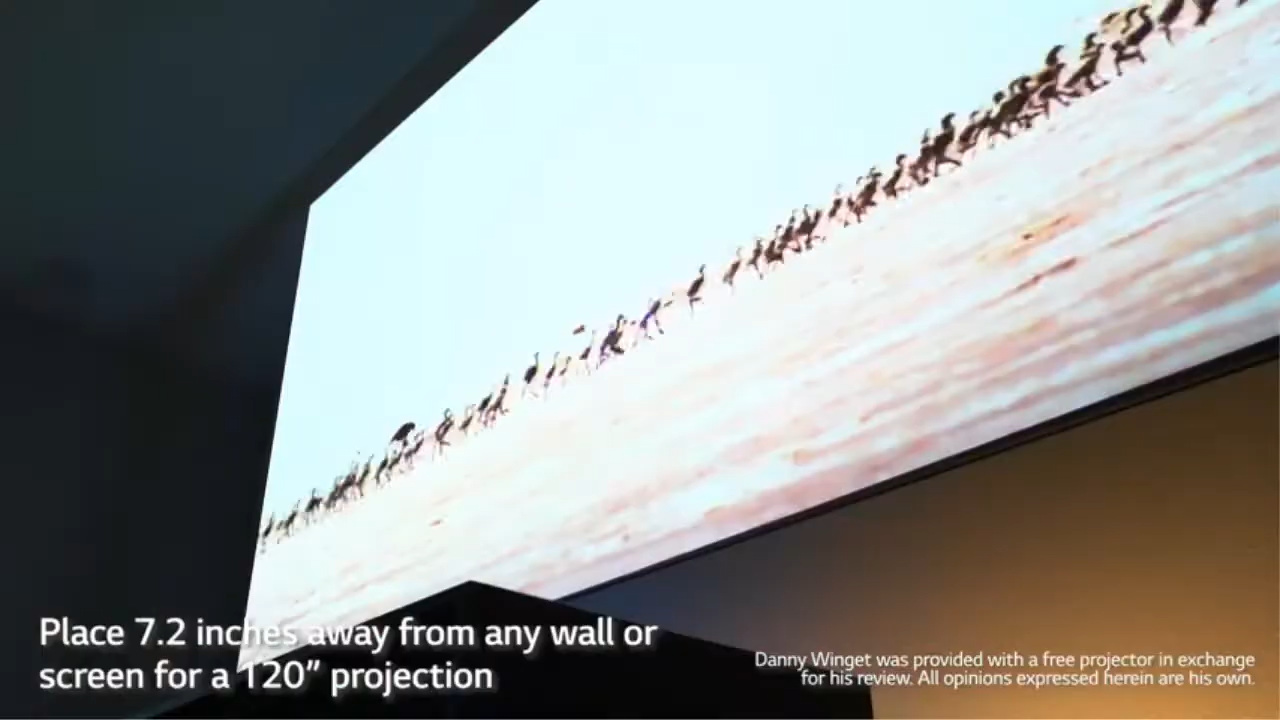 Place 7.2 inches away from any wall or
screen for a 120” projection
Danny Winget was provided with a free projector in exchange
for his review. All opinions expressed herein are his own.